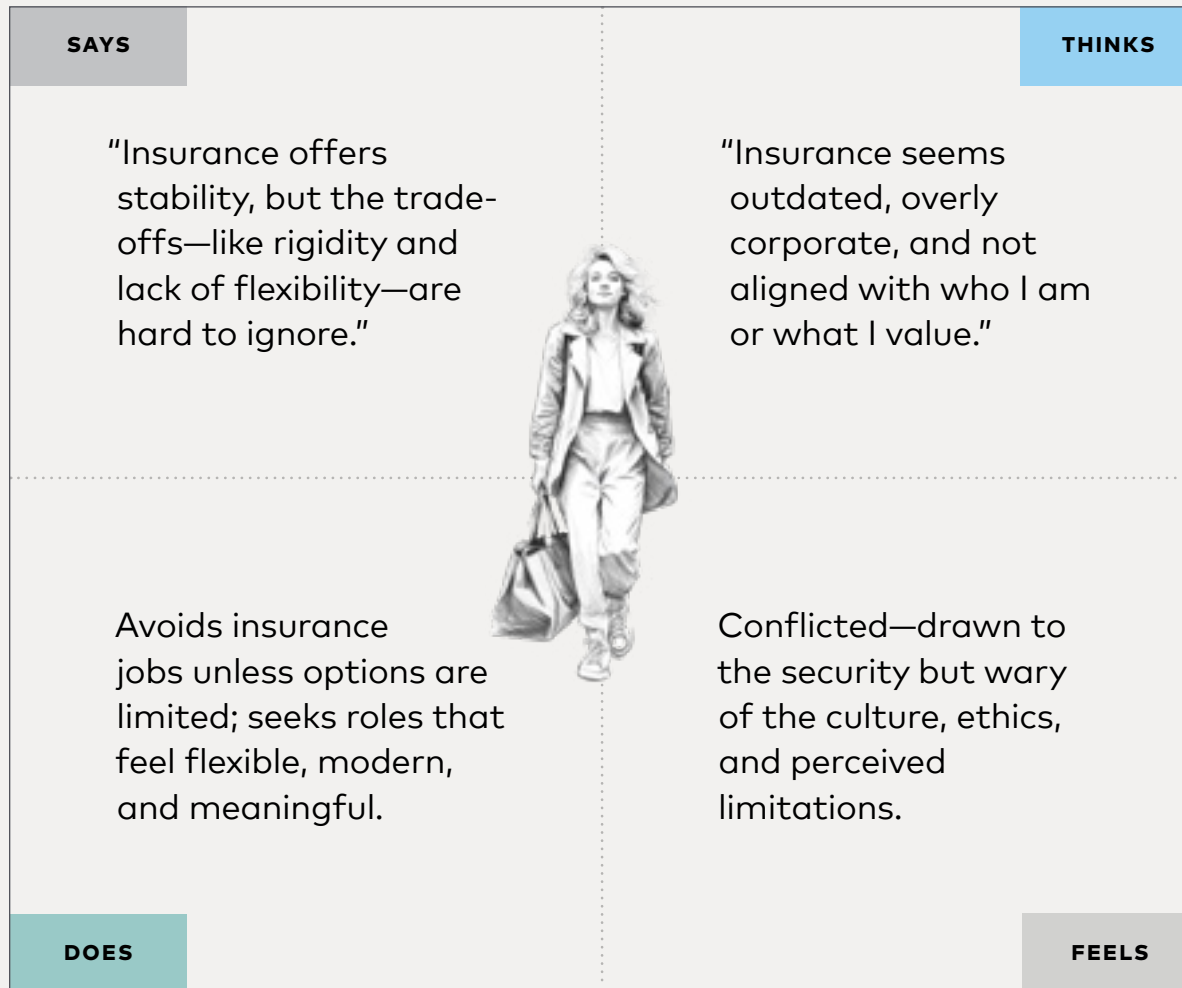 SAYS
“Insurance offers
stability, but the trade-
offs—like rigidity and
lack of flexibility—are
hard to ignore.”
THINKS
“Insurance seems
outdated, overly
corporate, and not
aligned with who I am
or what I value.”
Avoids insurance
jobs unless options are
limited; seeks roles that
feel flexible, modern,
and meaningful.
DOES
Conflicted—drawn to
the security but wary
of the culture, ethics,
and perceived
limitations.
FEELS